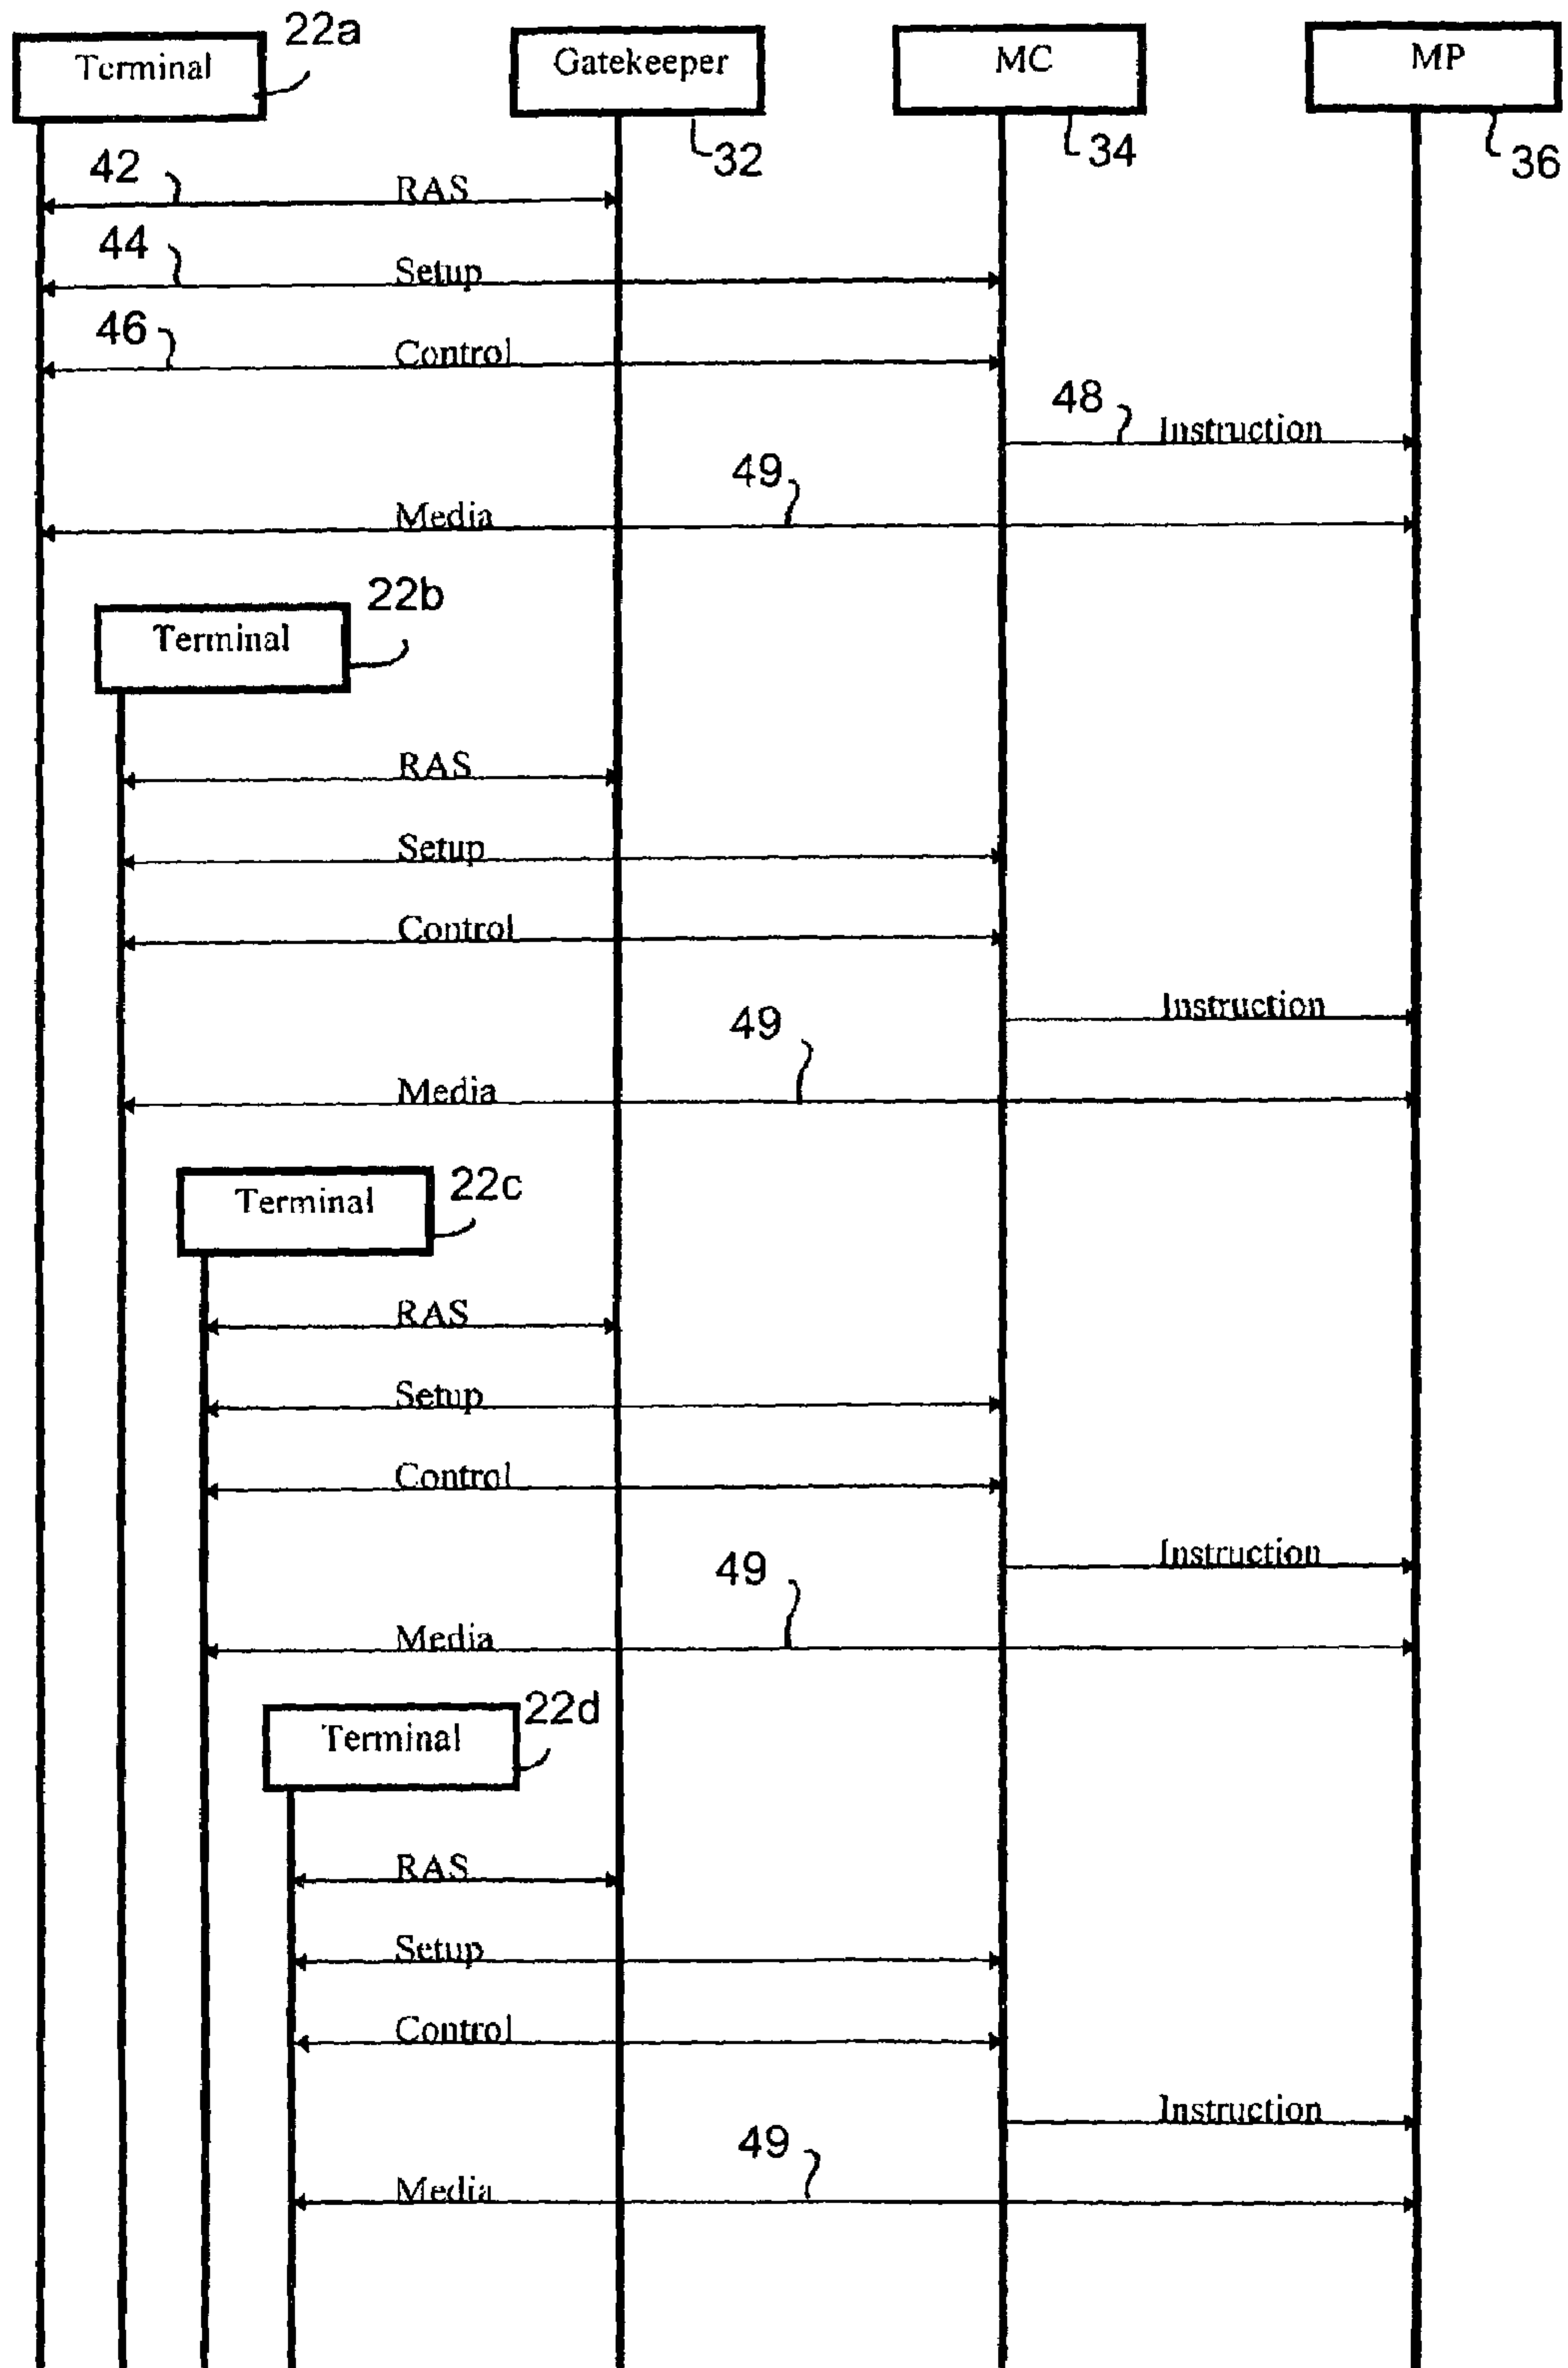 22a
Terminal
Gatekeeper
MC
MP
32
34
36
42
RAS
44
Setup
46
Control
48
Instruction
49
Media
22b
Terminal
RAS
Setup
Control
Instruction
49
Media
22c
Terminal
RAS
Setup
Control
Instruction
49
Media
22d
Terminal
RAS
Setup
Control
Instruction
49
Media